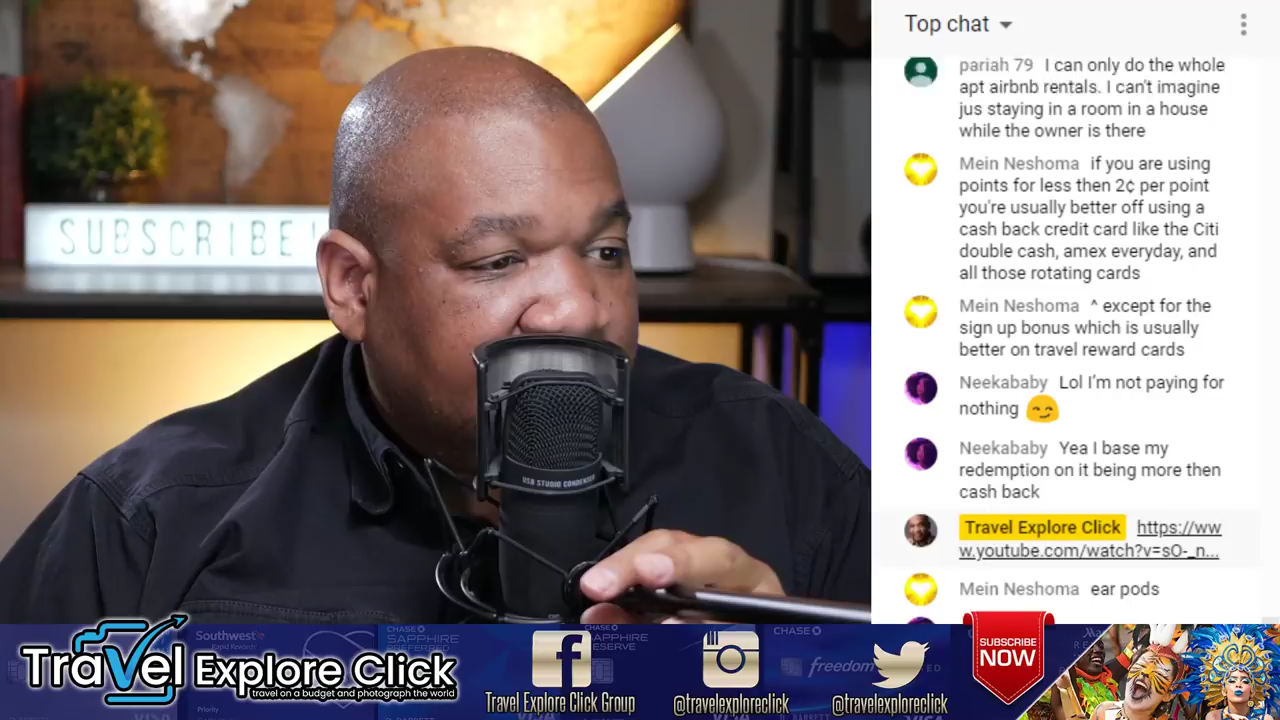 Top chat
pariah 79 I can only do the whole
apt airbnb rentals. I can't imagine
jus staying in a room in a house
while the owner is there
Mein Neshoma if you are using
points for less then 2¢ per point
you're usually better off using a
cash back credit card like the Citi
double cash, amex everyday, and
all those rotating cards
Mein Neshoma ^ except for the
sign up bonus which is usually
better on travel reward cards
Neekababy Lol I'm not paying for
nothing 😏
Neekababy Yea I base my
redemption on it being more then
cash back
Travel Explore Click https://ww
w.youtube.com/watch?v=sO-_n...
Mein Neshoma ear pods
SUBSCRIBE!
USB STUDIO CONDENSER
Travel Explore Click
travel on a budget and photograph the world
Southwest
Rapid Rewards
Priority
CHASE
SAPPHIRE
PREFERRED
CHASE
SAPPHIRE
RESERVE
CHASE
freedom
Travel Explore Click Group
@travelexploreclick
@travelexploreclick
SUBSCRIBE
NOW